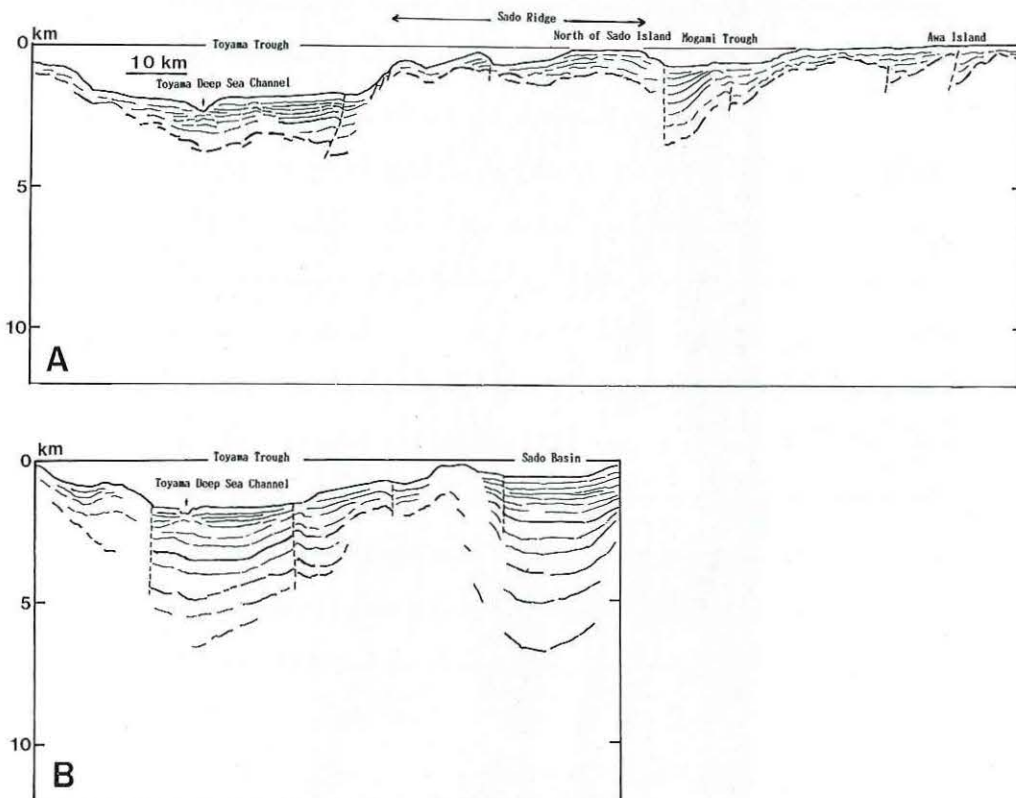 Sado Ridge
Toyama Trough
North of Sado Island
Mogami Trough
Awa Island
0 km
10 km
Toyama Deep Sea Channel
5
10
A
0 km
Toyama Trough
Sado Basin
Toyama Deep Sea Channel
5
10
B